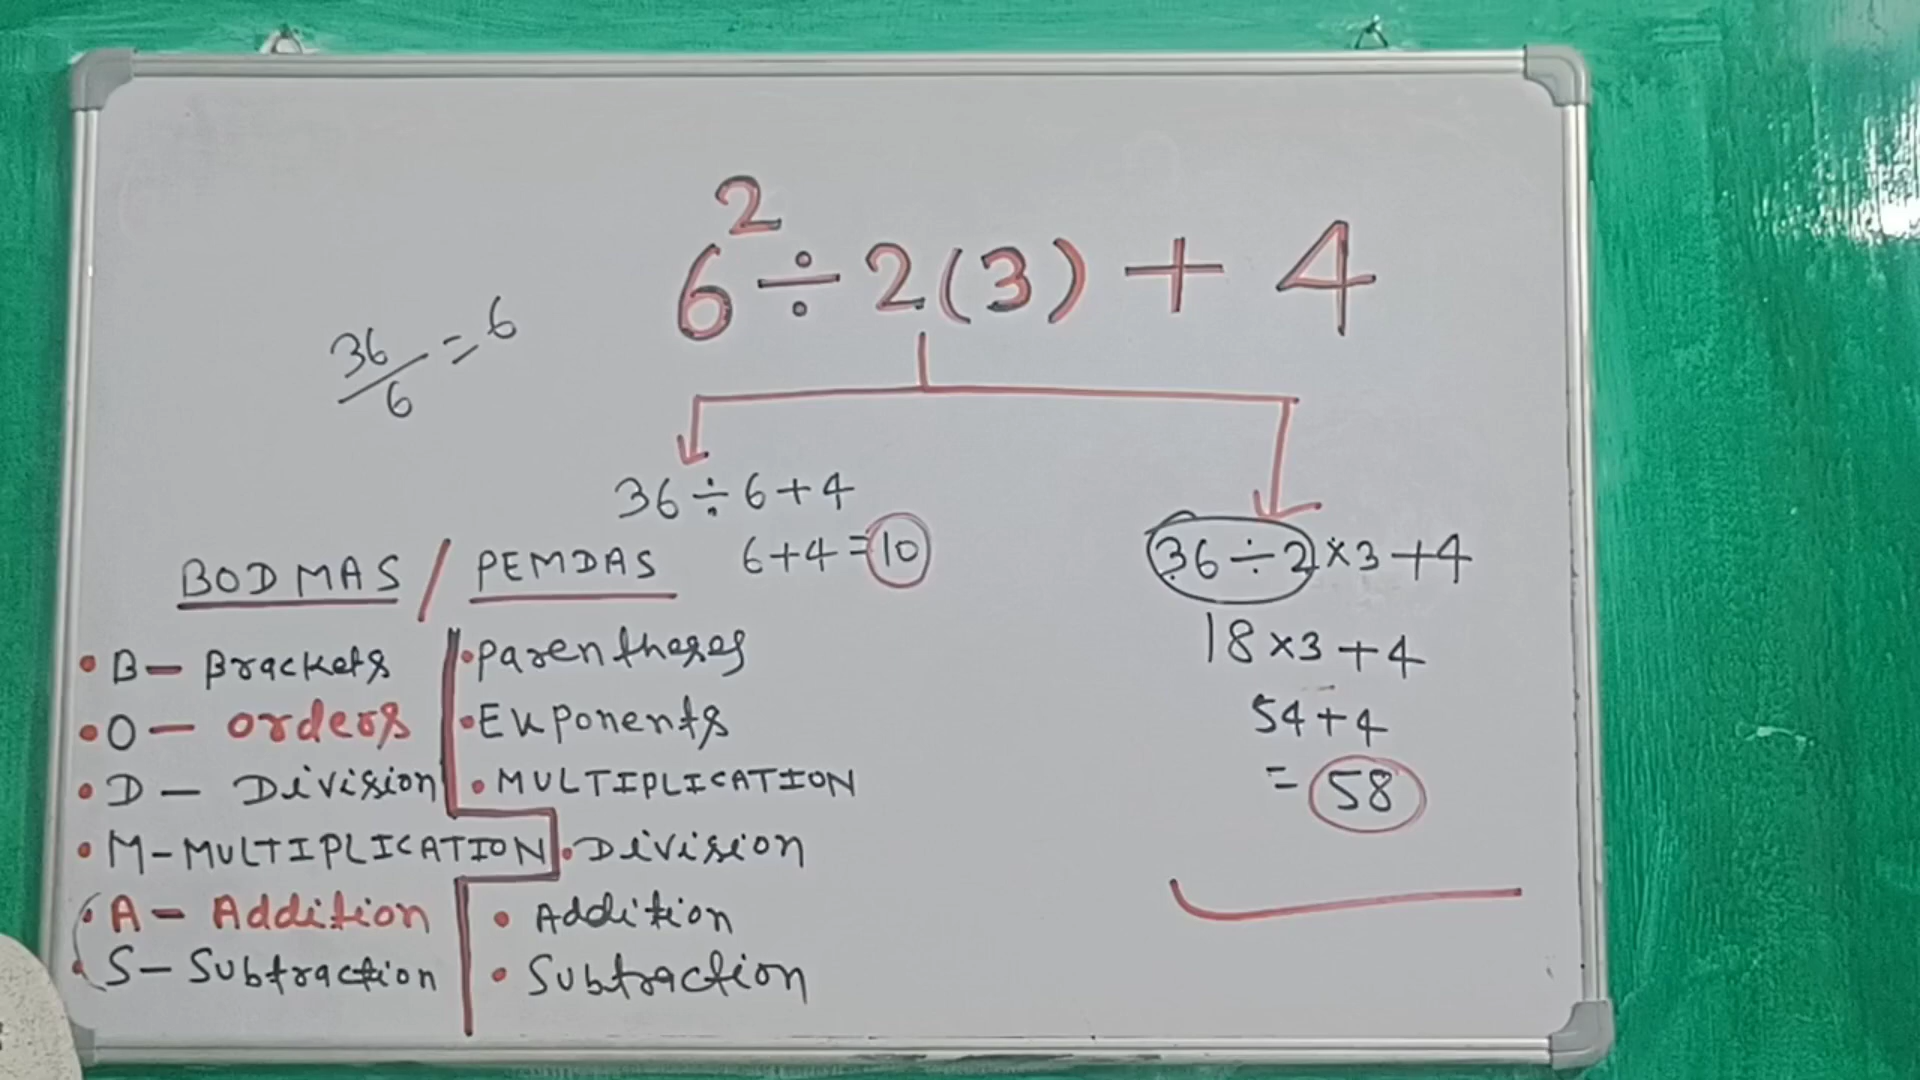 6² ÷ 2(3) + 4
36/6 = 6
36 ÷ 6 + 4
6 + 4 = 10
36 ÷ 2 × 3 + 4
18 × 3 + 4
54 + 4
= 58
BODMAS / PEMDAS
• B – Brackets
• O – orders
• D – Division
• M – MULTIPLICATION
• A – Addition
• S – Subtraction
• Parentheses
• Exponents
• MULTIPLICATION
• Division
• Addition
• Subtraction